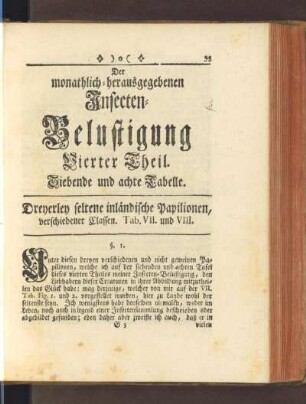 ❖ )o( ❖ 55
Der
monathlich-herausgegebenen
Insecten-
Belustigung
Vierter Theil.
Siebende und achte Tabelle.
Dreyerley seltene inländische Papilionen,
verschiedener Classen. Tab. VII. und VIII.
§. 1.
Unter diesen dreyen verschiedenen und nicht gemeinen Pa-
pilionen, welche ich auf der siebenden und achten Tafel
dieses vierten Theiles meiner Insecten-Belustigung, den
Liebhabern dieser Creaturen in ihrer Abbildung mitzuthei-
len das Glück habe: mag derjenige, welcher von mir auf der VII.
Tab. Fig. 1. und 2. vorgestellet worden, hier zu Lande wohl der
seltenste seyn. Ich wenigstens habe denselben niemalen, weder im
Leben, noch auch in irgend einer Insectensammlung beschrieben oder
abgebildet gefunden; eben daher aber zweifle ich auch, daß er in
G 3 vielen